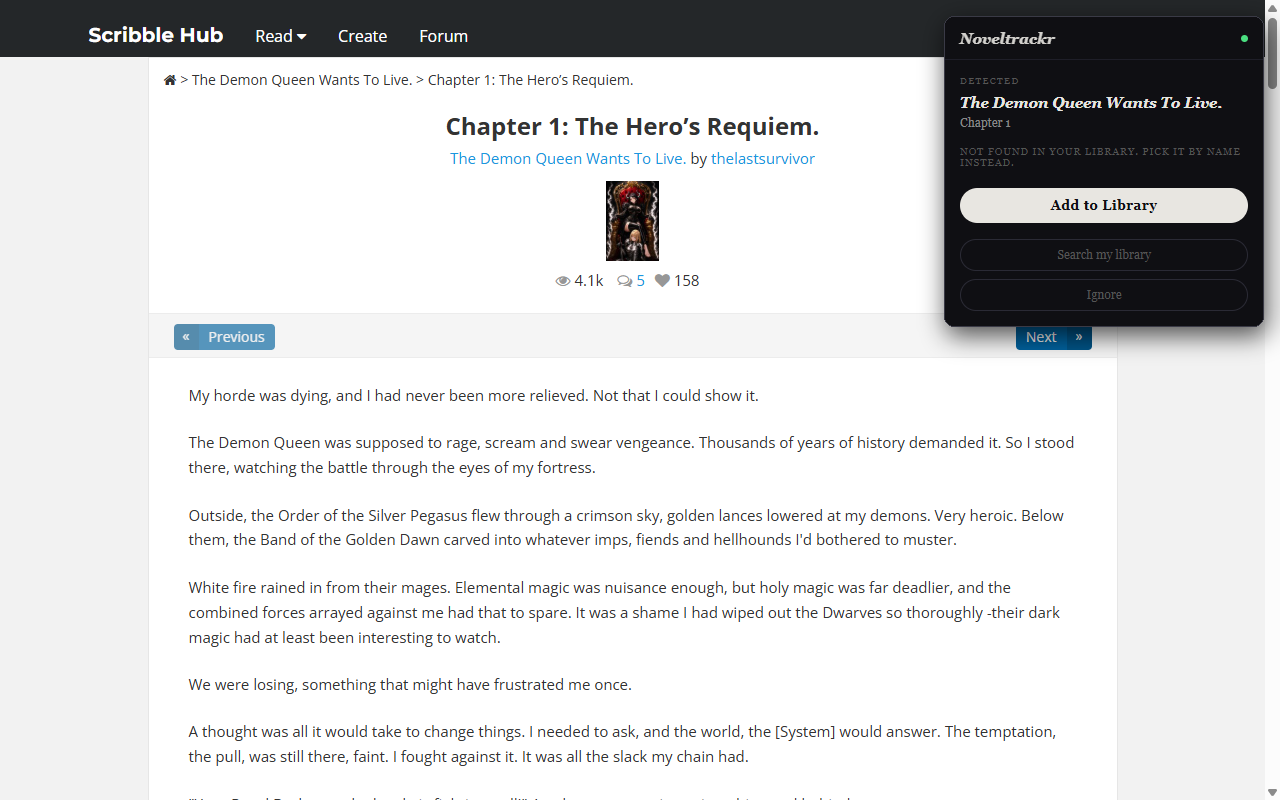 Scribble Hub
Read
Create
Forum
Noveltrackr
DETECTED
The Demon Queen Wants To Live.
Chapter 1
NOT FOUND IN YOUR LIBRARY. PICK IT BY NAME
INSTEAD.
Add to Library
Search my library
Ignore
> The Demon Queen Wants To Live. > Chapter 1: The Hero’s Requiem.
Chapter 1: The Hero’s Requiem.
The Demon Queen Wants To Live. by thelastsurvivor
4.1k 5 158
« Previous
Next »
My horde was dying, and I had never been more relieved. Not that I could show it.
The Demon Queen was supposed to rage, scream and swear vengeance. Thousands of years of history demanded it. So I stood
there, watching the battle through the eyes of my fortress.
Outside, the Order of the Silver Pegasus flew through a crimson sky, golden lances lowered at my demons. Very heroic. Below
them, the Band of the Golden Dawn carved into whatever imps, fiends and hellhounds I'd bothered to muster.
White fire rained in from their mages. Elemental magic was nuisance enough, but holy magic was far deadlier, and the
combined forces arrayed against me had that to spare. It was a shame I had wiped out the Dwarves so thoroughly -their dark
magic had at least been interesting to watch.
We were losing, something that might have frustrated me once.
A thought was all it would take to change things. I needed to ask, and the world, the [System] would answer. The temptation,
the pull, was still there, faint. I fought against it. It was all the slack my chain had.